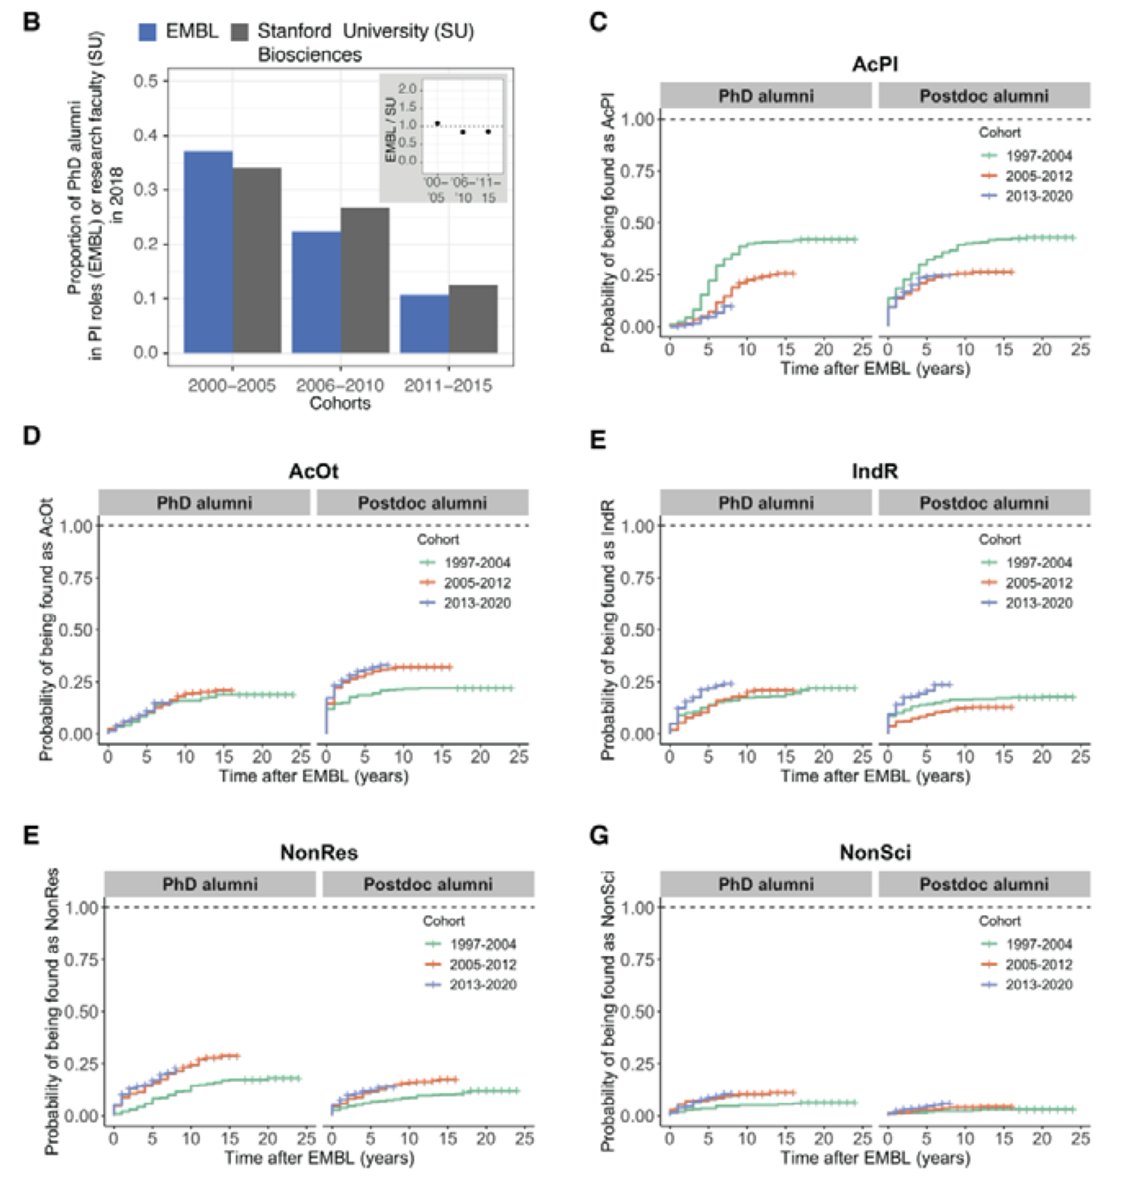 B
EMBL
Stanford University (SU)
Biosciences
Proportion of PhD alumni
in PI roles (EMBL) or research faculty (SU)
in 2018
0.5
0.4
0.3
0.2
0.1
0.0
EMBL / SU
2.0
1.0
0.5
0.0
'00–
'05
'06–
'10
'11–
15
2000–2005
2006–2010
2011–2015
Cohorts
C
AcPI
PhD alumni
Postdoc alumni
Probability of being found as AcPI
1.00
0.75
0.50
0.25
0.00
Cohort
1997-2004
2005-2012
2013-2020
0 5 10 15 20 25
0 5 10 15 20 25
Time after EMBL (years)
D
AcOt
PhD alumni
Postdoc alumni
Probability of being found as AcOt
1.00
0.75
0.50
0.25
0.00
Cohort
1997-2004
2005-2012
2013-2020
0 5 10 15 20 25
0 5 10 15 20 25
Time after EMBL (years)
E
IndR
PhD alumni
Postdoc alumni
Probability of being found as IndR
1.00
0.75
0.50
0.25
0.00
Cohort
1997-2004
2005-2012
2013-2020
0 5 10 15 20 25
0 5 10 15 20 25
Time after EMBL (years)
E
NonRes
PhD alumni
Postdoc alumni
Probability of being found as NonRes
1.00
0.75
0.50
0.25
0.00
Cohort
1997-2004
2005-2012
2013-2020
0 5 10 15 20 25
0 5 10 15 20 25
Time after EMBL (years)
G
NonSci
PhD alumni
Postdoc alumni
Probability of being found as NonSci
1.00
0.75
0.50
0.25
0.00
Cohort
1997-2004
2005-2012
2013-2020
0 5 10 15 20 25
0 5 10 15 20 25
Time after EMBL (years)